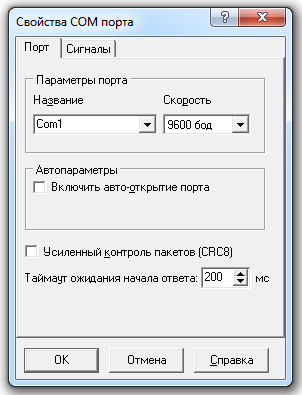 Свойства COM порта
Порт Сигналы
Параметры порта
Название Скорость
Com1 9600 бод
Автопараметры
Включить авто-открытие порта
Усиленный контроль пакетов (CRC8)
Таймаут ожидания начала ответа: 200 мс
OK Отмена Справка